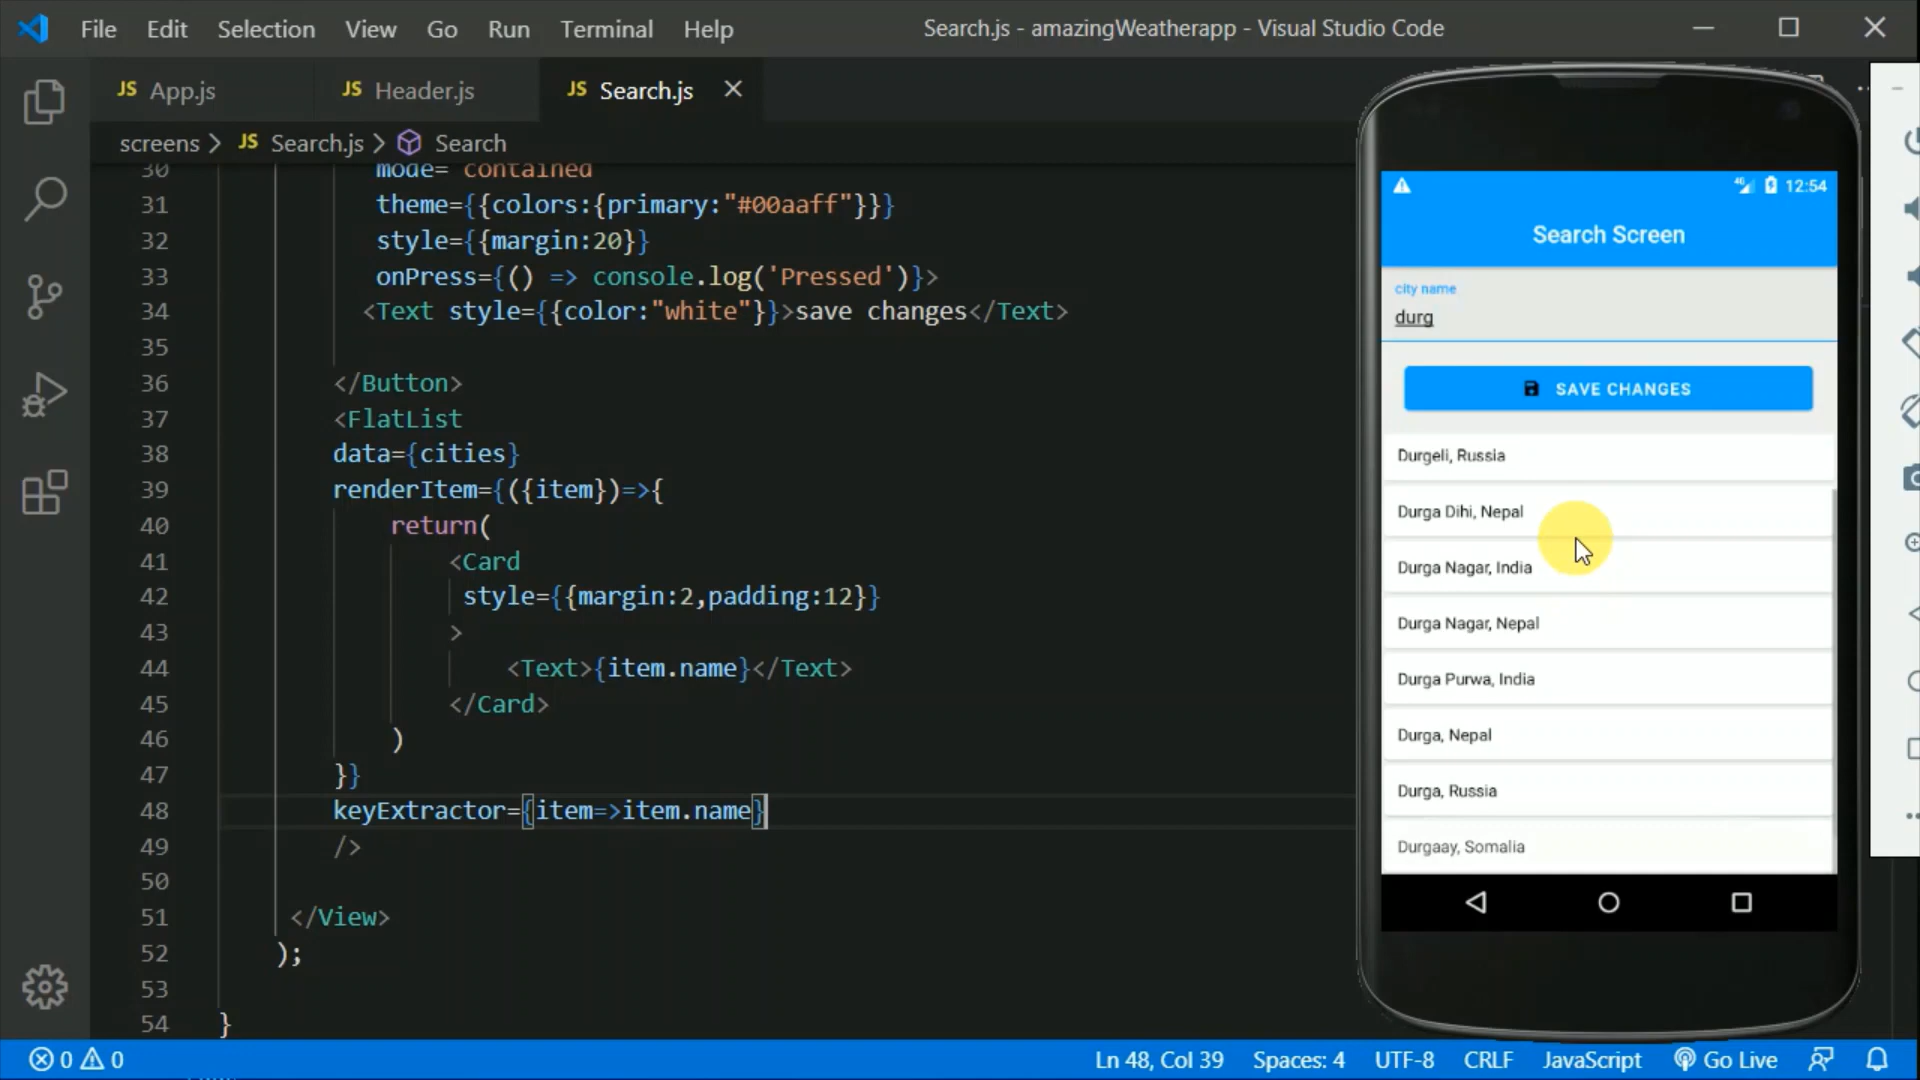 File Edit Selection View Go Run Terminal Help Search.js - amazingWeatherapp - Visual Studio Code
JS App.js JS Header.js JS Search.js
screens > JS Search.js > Search
30 mode="contained
31 theme={{colors:{primary:"#00aaff"}}}
32 style={{margin:20}}
33 onPress={() => console.log('Pressed')}>
34 <Text style={{color:"white"}}>save changes</Text>
35
36 </Button>
37 <FlatList
38 data={cities}
39 renderItem={({item})=>{
40 return(
41 <Card
42 style={{margin:2,padding:12}}
43 >
44 <Text>{item.name}</Text>
45 </Card>
46 )
47 }}
48 keyExtractor={item=>item.name}
49 />
50
51 </View>
52 );
53
54 }
4G 12:54
Search Screen
city name
durg
SAVE CHANGES
Durgeli, Russia
Durga Dihi, Nepal
Durga Nagar, India
Durga Nagar, Nepal
Durga Purwa, India
Durga, Nepal
Durga, Russia
Durgaay, Somalia
0 0 Ln 48, Col 39 Spaces: 4 UTF-8 CRLF JavaScript Go Live